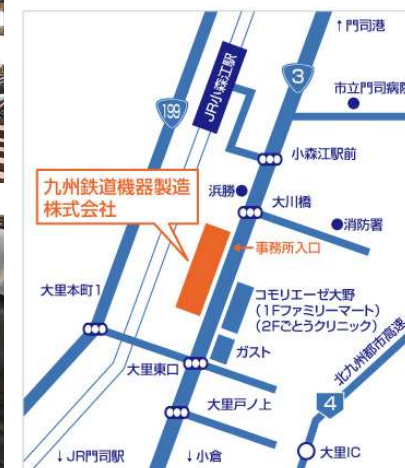 ↑門司港
3
市立門司病院
199
JR小森江駅
小森江駅前
九州鉄道機器製造
株式会社
浜勝
大川橋
消防署
←事務所入口
大里本町1
コモリエーゼ大野
(1Fファミリーマート)
(2Fごとうクリニック)
ガスト
北九州都市高速
大里東口
4
大里戸ノ上
↓JR門司駅
↓小倉
大里IC